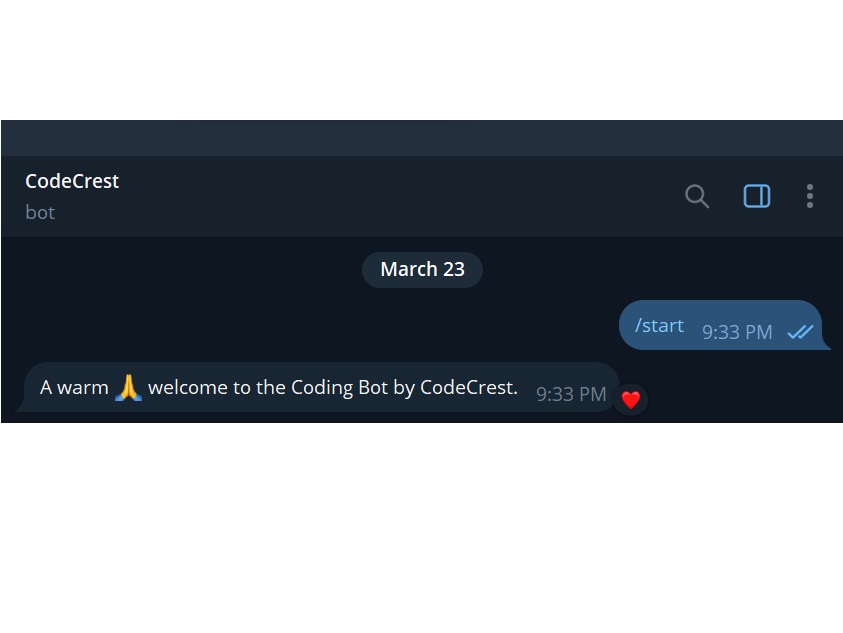 CodeCrest
bot
March 23
/start 9:33 PM
A warm 🙏 welcome to the Coding Bot by CodeCrest. 9:33 PM